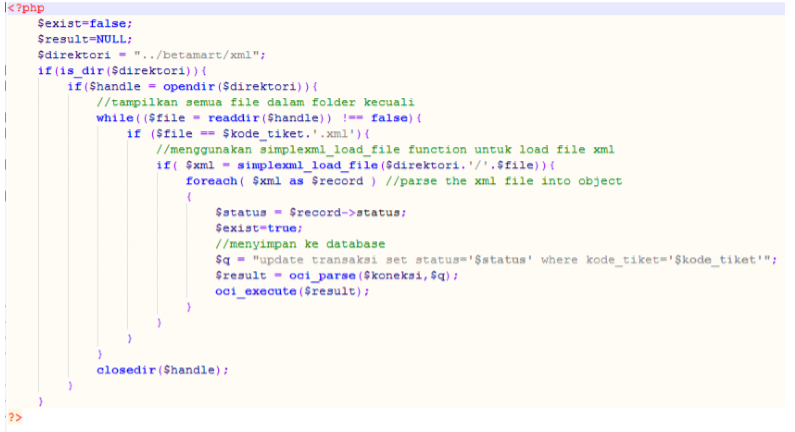 <?php
$exist=false;
$result=NULL;
$direktori = "../betamart/xml";
if(is_dir($direktori)){
if($handle = opendir($direktori)){
//tampilkan semua file dalam folder kecuali
while(($file = readdir($handle)) !== false){
if ($file == $kode_tiket.'.xml'){
//menggunakan simplexml_load_file function untuk load file xml
if( $xml = simplexml_load_file($direktori.'/'.$file)){
foreach( $xml as $record ) //parse the xml file into object
{
$status = $record->status;
$exist=true;
//menyimpan ke database
$q = "update transaksi set status='$status' where kode_tiket='$kode_tiket'";
$result = oci_parse($koneksi,$q);
oci_execute($result);
}
}
}
}
closedir($handle);
}
}
?>